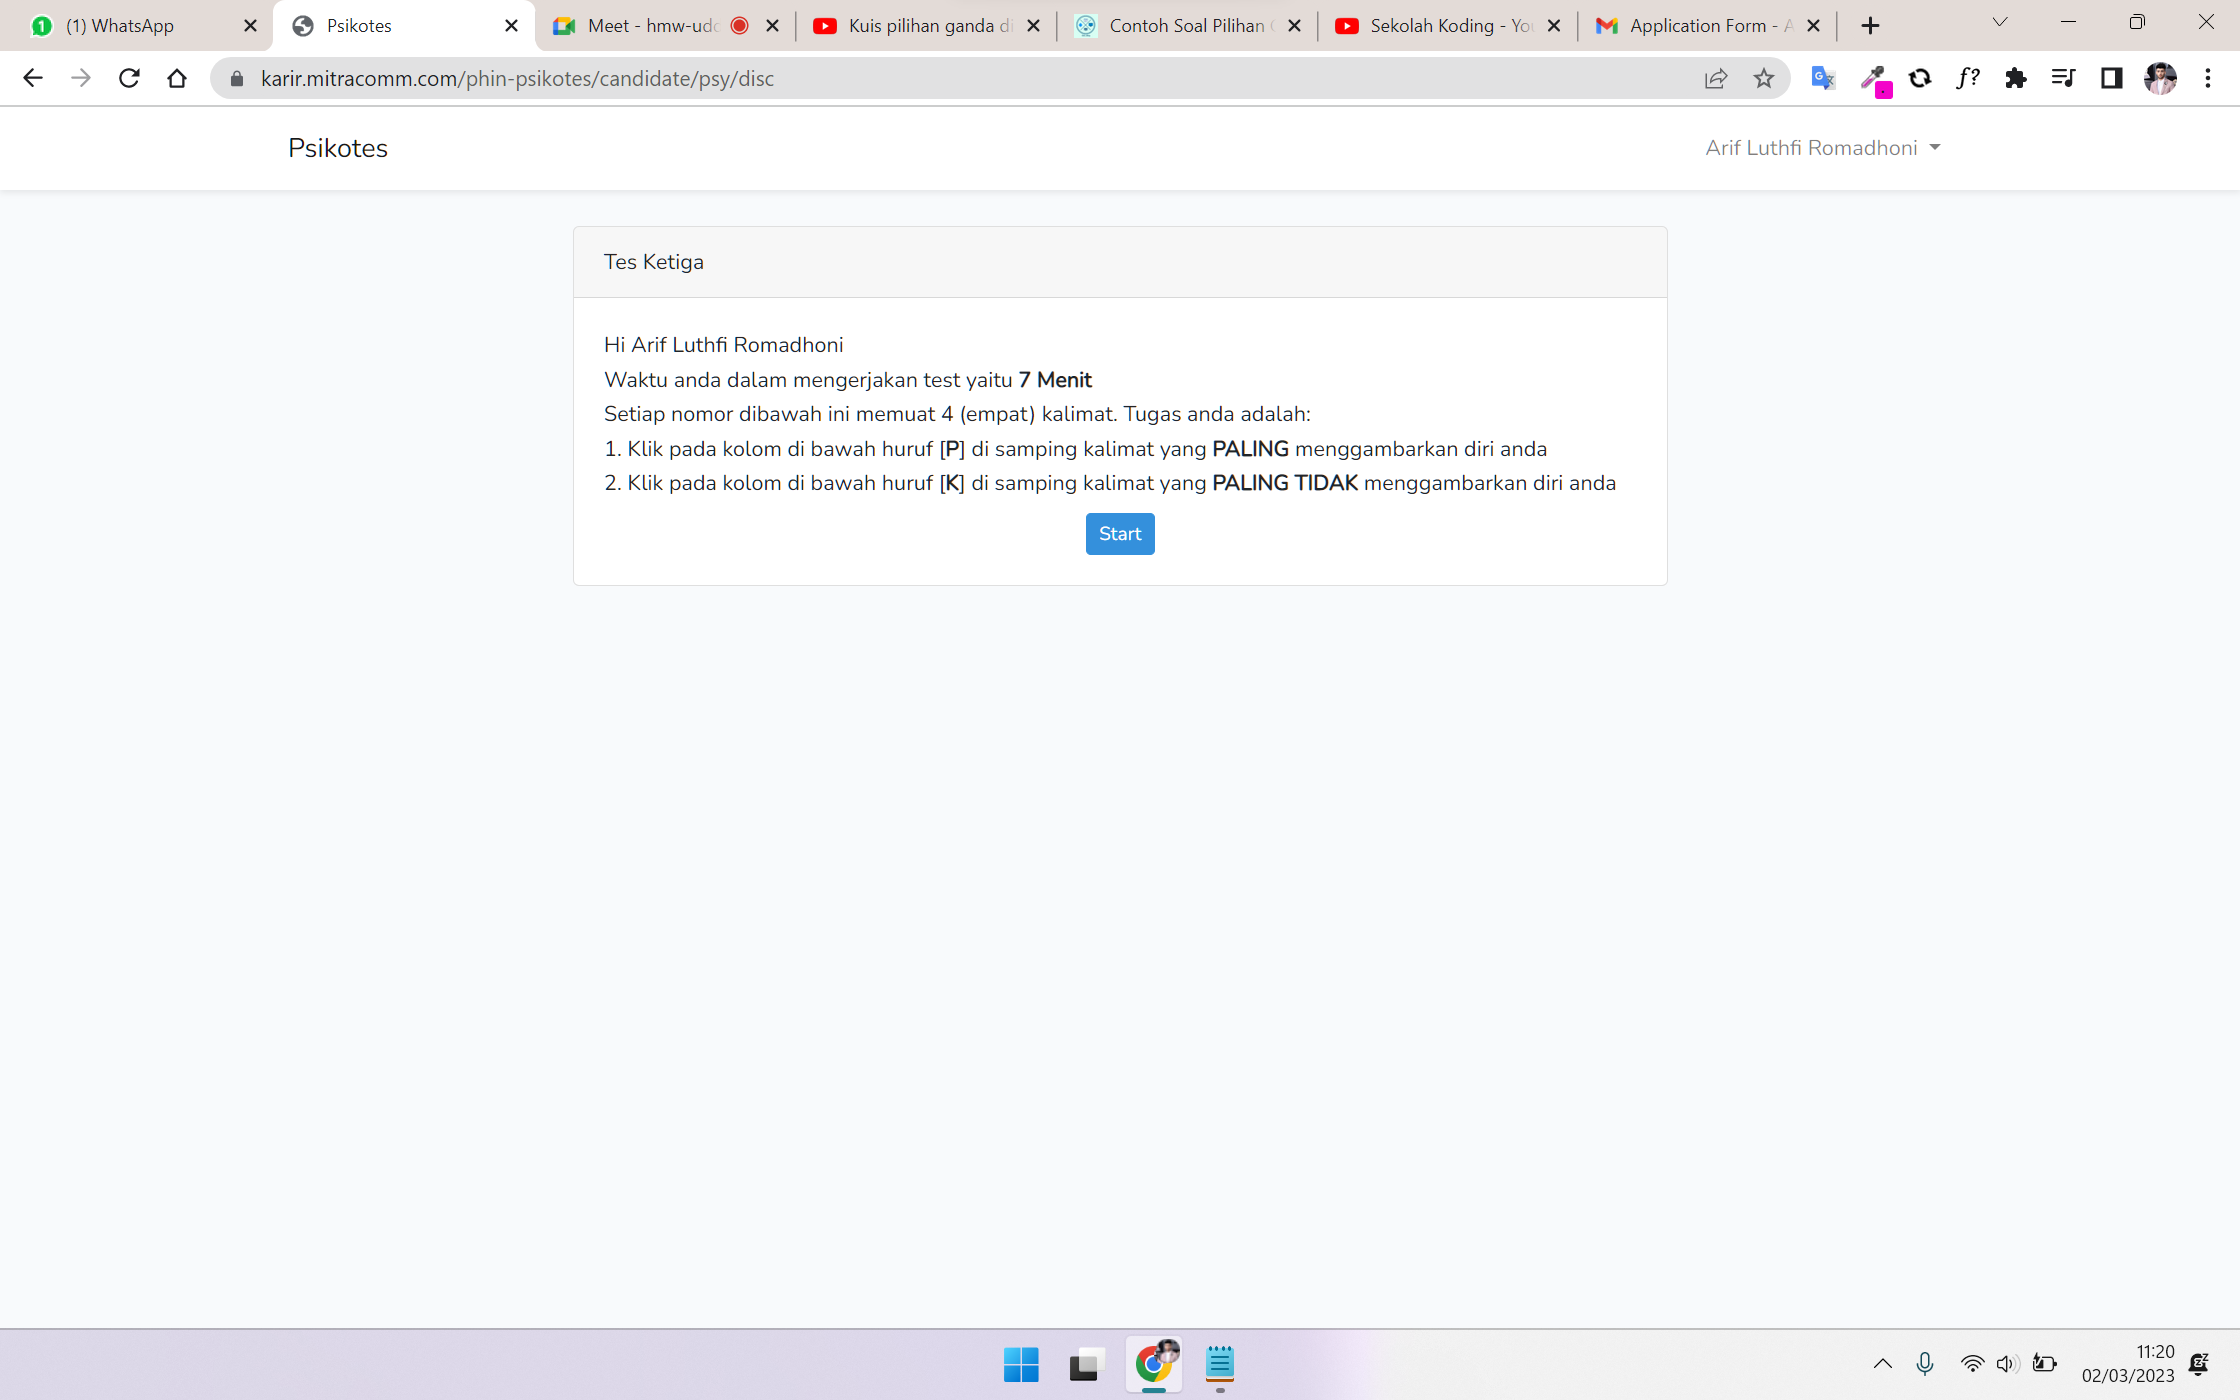 (1) WhatsApp
Psikotes
Meet - hmw-udc
Kuis pilihan ganda di
Contoh Soal Pilihan G
Sekolah Koding - You
Application Form - A
karir.mitracomm.com/phin-psikotes/candidate/psy/disc
Psikotes
Arif Luthfi Romadhoni
Tes Ketiga
Hi Arif Luthfi Romadhoni
Waktu anda dalam mengerjakan test yaitu 7 Menit
Setiap nomor dibawah ini memuat 4 (empat) kalimat. Tugas anda adalah:
1. Klik pada kolom di bawah huruf [P] di samping kalimat yang PALING menggambarkan diri anda
2. Klik pada kolom di bawah huruf [K] di samping kalimat yang PALING TIDAK menggambarkan diri anda
Start
11:20
02/03/2023